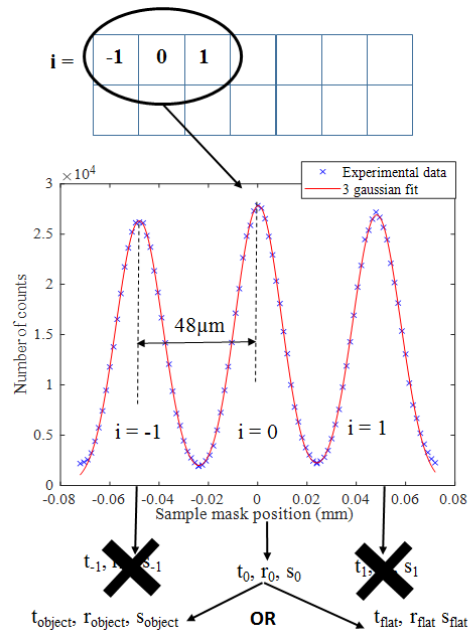 i = -1 0 1
×10⁴
Experimental data
3 gaussian fit
Number of counts
3
2.5
2
1.5
1
0.5
0
48μm
i = -1
i = 0
i = 1
-0.08 -0.06 -0.04 -0.02 0 0.02 0.04 0.06 0.08
Sample mask position (mm)
t-1, s-1
t0, r0, s0
t1, s1
tobject, robject, sobject
OR
tflat, rflat sflat